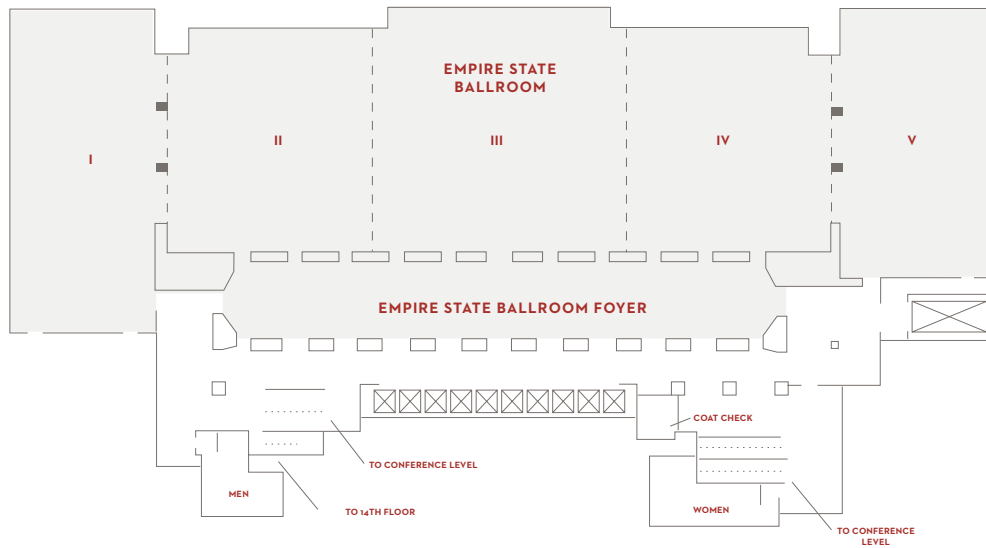 EMPIRE STATE
BALLROOM
I
II
III
IV
V
EMPIRE STATE BALLROOM FOYER
COAT CHECK
TO CONFERENCE LEVEL
MEN
TO 14TH FLOOR
WOMEN
TO CONFERENCE
LEVEL